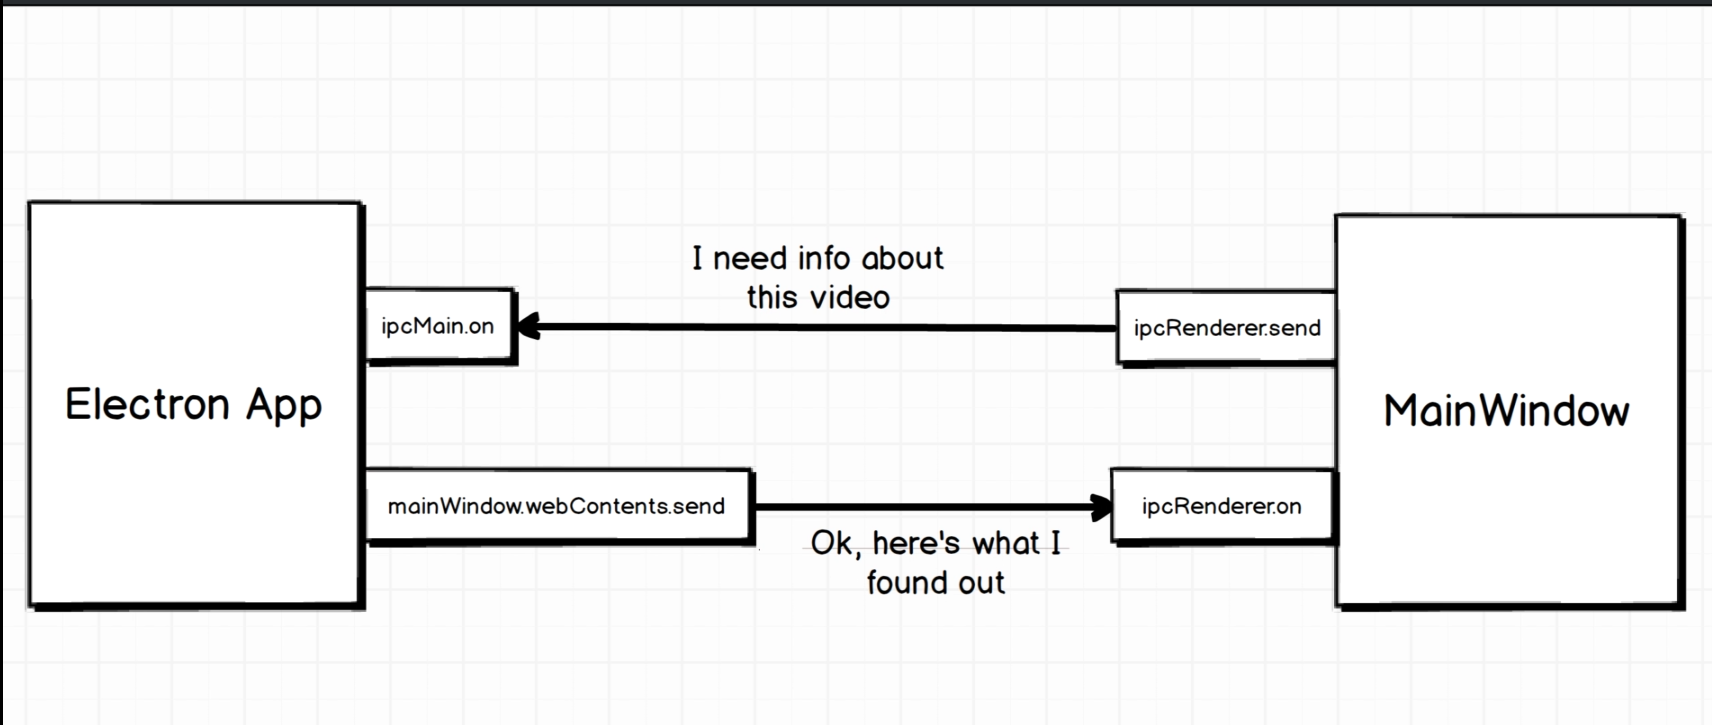 I need info about
this video
ipcMain.on
ipcRenderer.send
Electron App
MainWindow
mainWindow.webContents.send
ipcRenderer.on
Ok, here's what I
found out